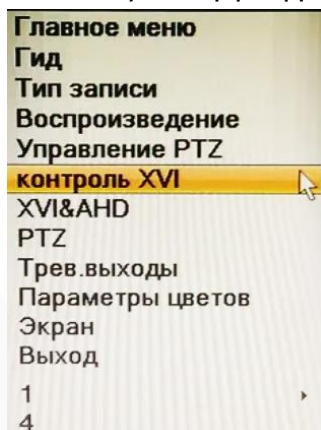 Главное меню
Гид
Тип записи
Воспроизведение
Управление PTZ
контроль XVI
XVI&AHD
PTZ
Трев.выходы
Параметры цветов
Экран
Выход
1
4